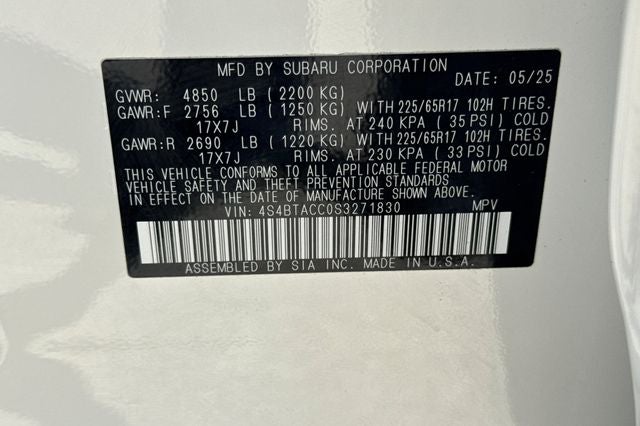 MFD BY SUBARU CORPORATION
DATE: 05/25
GVWR: 4850 LB (2200 KG)
GAWR:F 2756 LB (1250 KG) WITH 225/65R17 102H TIRES.
17X7J RIMS. AT 240 KPA (35 PSI) COLD
GAWR:R 2690 LB (1220 KG) WITH 225/65R17 102H TIRES.
17X7J RIMS. AT 230 KPA (33 PSI) COLD
THIS VEHICLE CONFORMS TO ALL APPLICABLE FEDERAL MOTOR
VEHICLE SAFETY AND THEFT PREVENTION STANDARDS
IN EFFECT ON THE DATE OF MANUFACTURE SHOWN ABOVE.
VIN: 4S4BTACC0S3271830 MPV
ASSEMBLED BY SIA INC. MADE IN U.S.A.